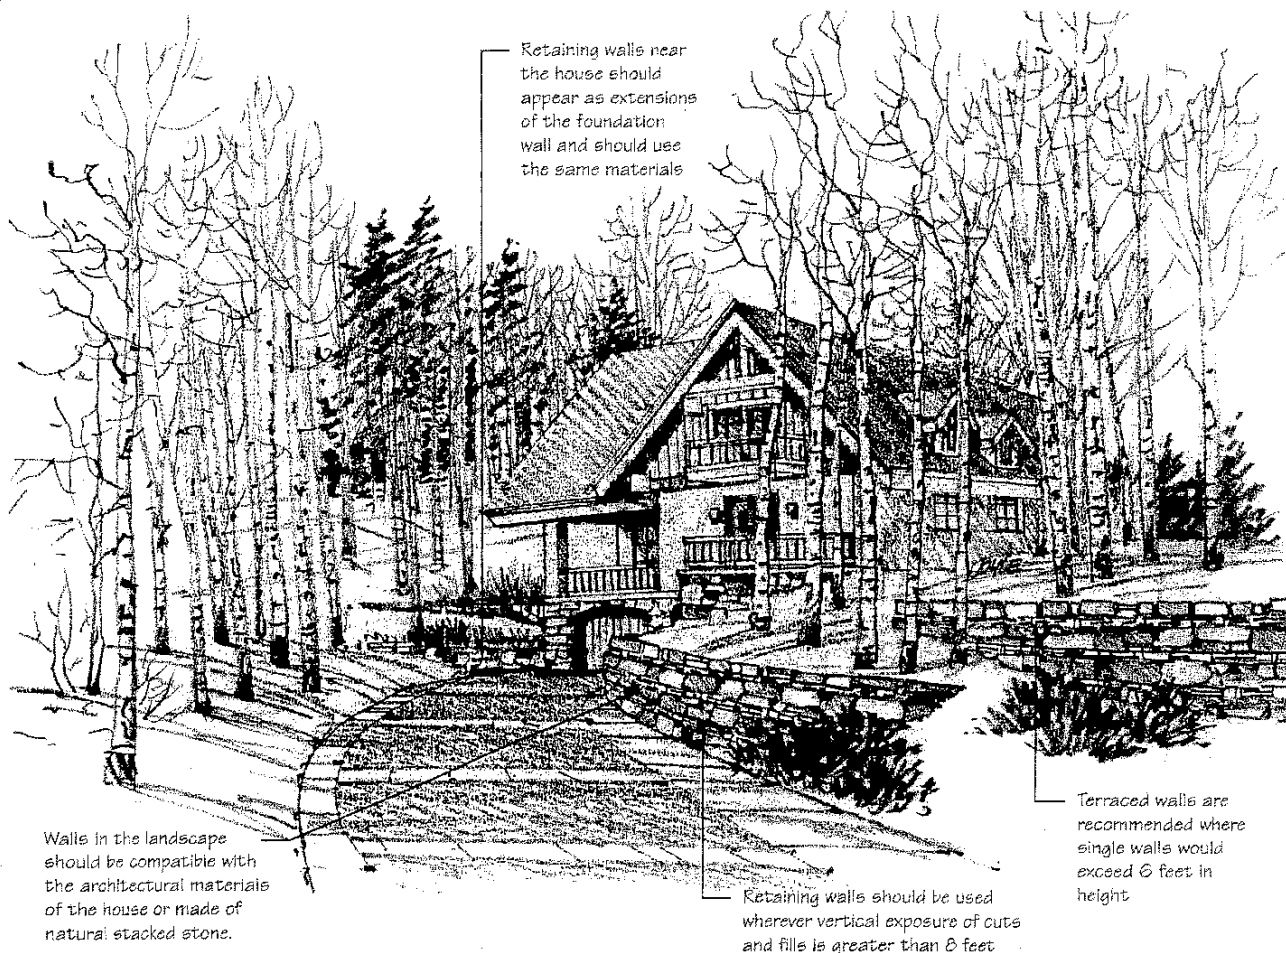 Retaining walls near
the house should
appear as extensions
of the foundation
wall and should use
the same materials
Walls in the landscape
should be compatible with
the architectural materials
of the house or made of
natural stacked stone.
Retaining walls should be used
wherever vertical exposure of cuts
and fills is greater than 8 feet
Terraced walls are
recommended where
single walls would
exceed 6 feet in
height